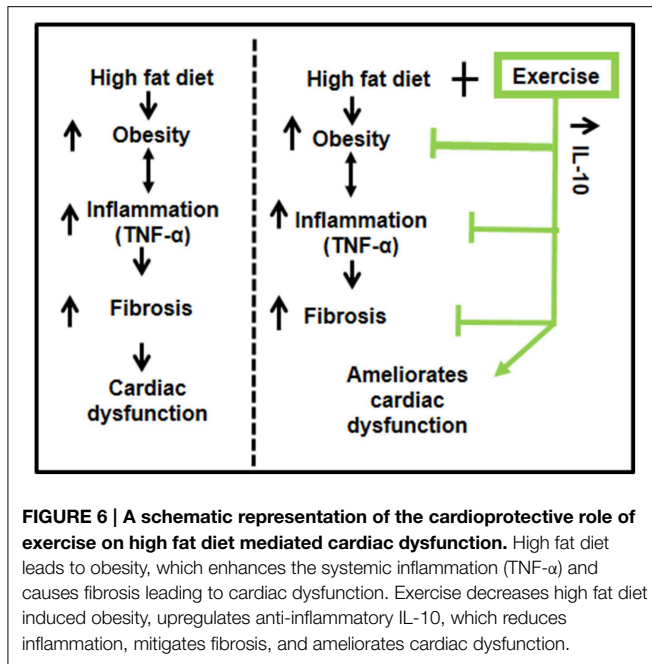 High fat diet
Obesity
Inflammation
(TNF-α)
Fibrosis
Cardiac
dysfunction
High fat diet + Exercise
IL-10
Obesity
Inflammation
(TNF-α)
Fibrosis
Ameliorates
cardiac
dysfunction
FIGURE 6 | A schematic representation of the cardioprotective role of
exercise on high fat diet mediated cardiac dysfunction. High fat diet
leads to obesity, which enhances the systemic inflammation (TNF-α) and
causes fibrosis leading to cardiac dysfunction. Exercise decreases high fat diet
induced obesity, upregulates anti-inflammatory IL-10, which reduces
inflammation, mitigates fibrosis, and ameliorates cardiac dysfunction.